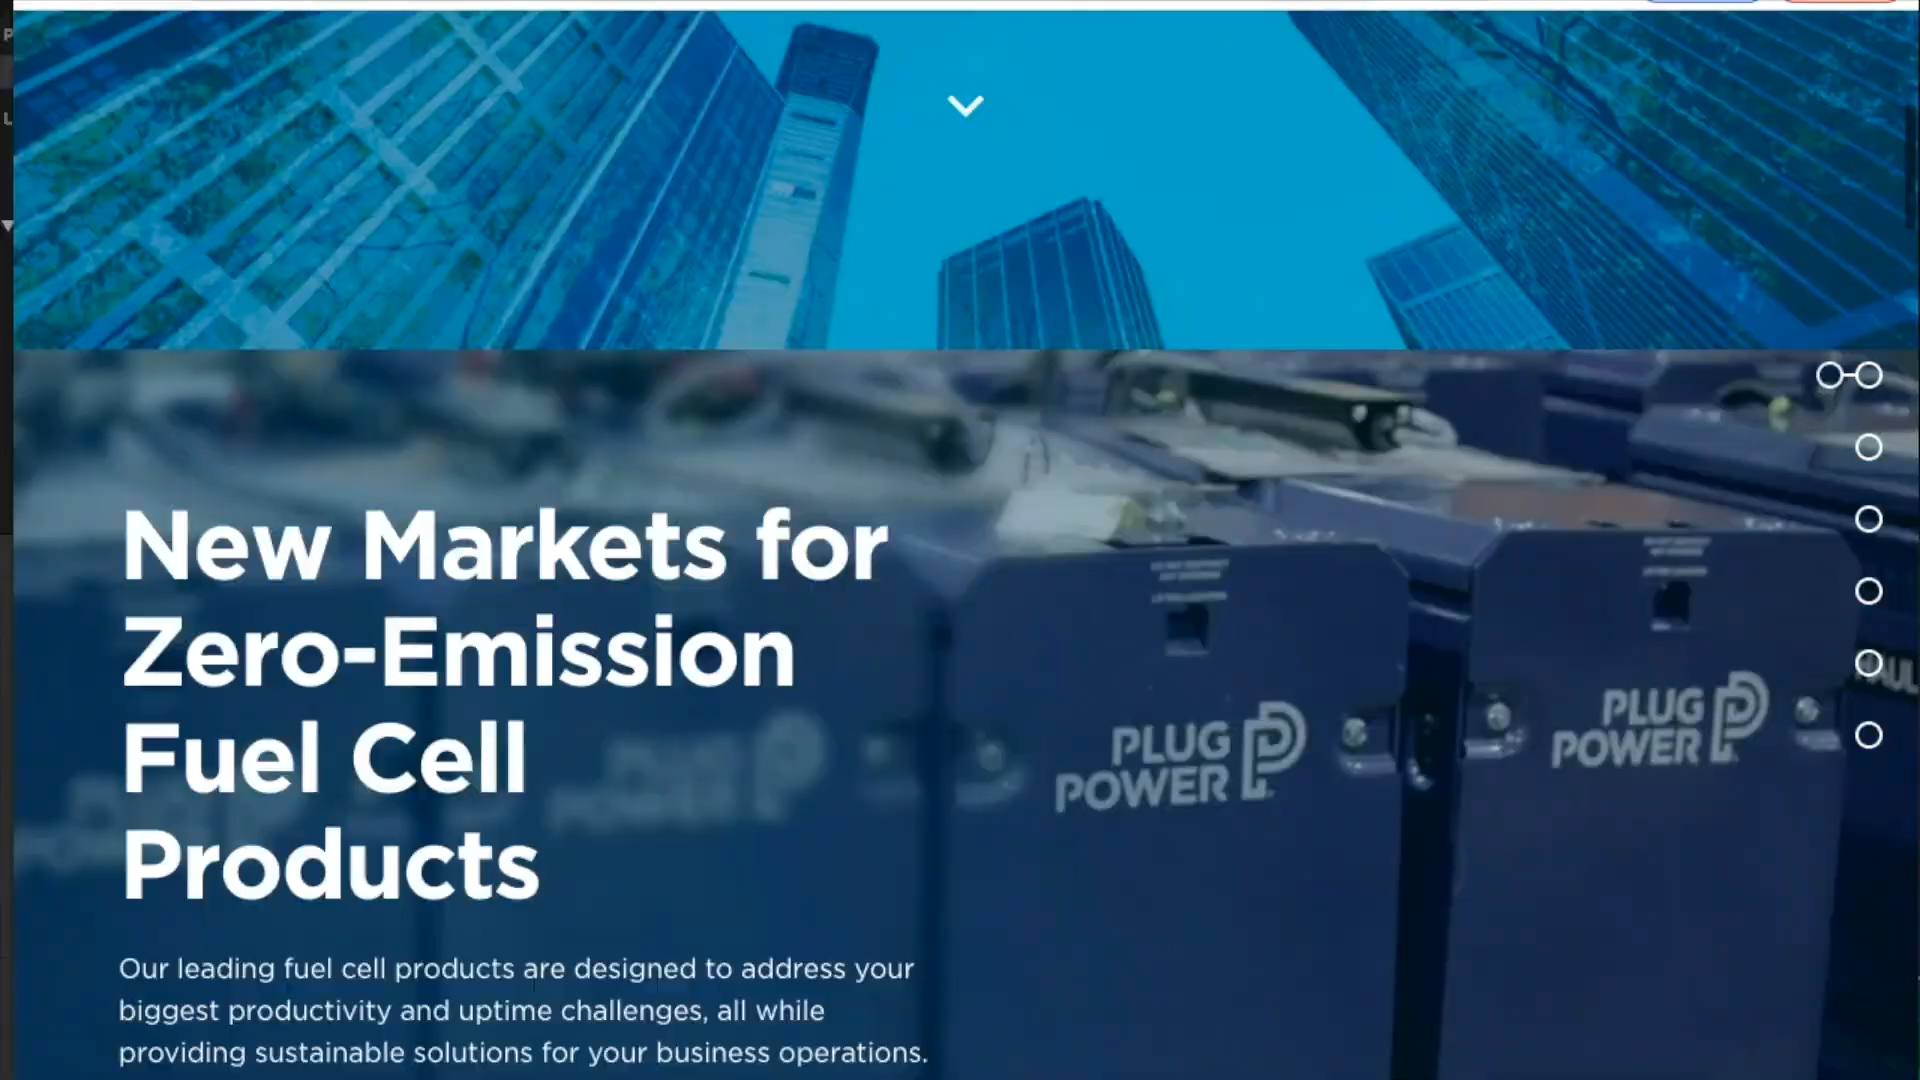 New Markets for
Zero-Emission
Fuel Cell
Products
Our leading fuel cell products are designed to address your
biggest productivity and uptime challenges, all while
providing sustainable solutions for your business operations.
PLUG
POWER
PLUG
POWER